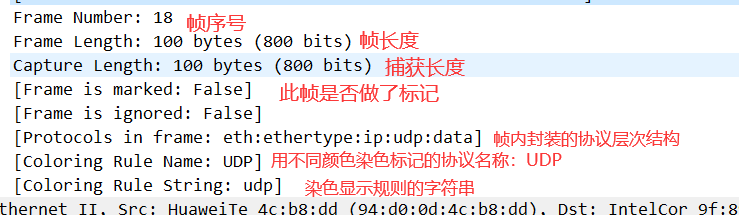 Frame Number: 18 帧序号
Frame Length: 100 bytes (800 bits) 帧长度
Capture Length: 100 bytes (800 bits) 捕获长度
[Frame is marked: False] 此帧是否做了标记
[Frame is ignored: False]
[Protocols in frame: eth:ethertype:ip:udp:data] 帧内封装的协议层次结构
[Coloring Rule Name: UDP] 用不同颜色染色标记的协议名称：UDP
[Coloring Rule String: udp] 染色显示规则的字符串
thernet II, Src: HuaweiTe_4c:b8:dd (94:d0:0d:4c:b8:dd), Dst: IntelCor_9f:8